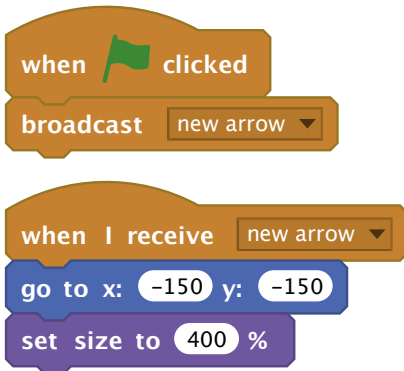 when clicked
broadcast new arrow
when I receive new arrow
go to x: -150 y: -150
set size to 400 %